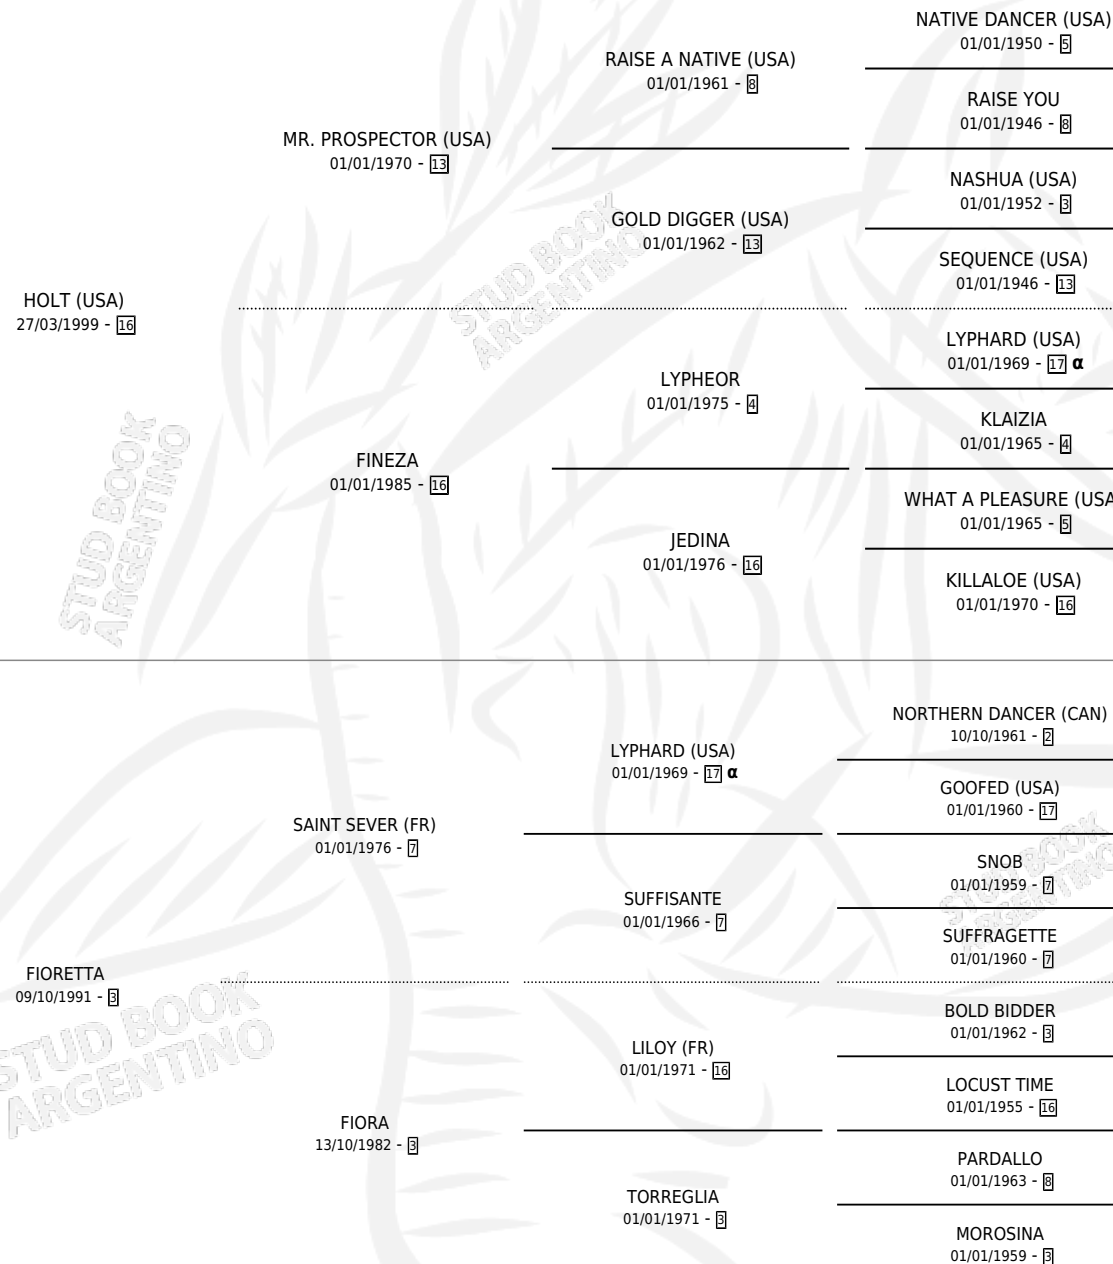 NATIVE DANCER (USA)
01/01/1950 - 5
RAISE A NATIVE (USA)
01/01/1961 - 8
RAISE YOU
01/01/1946 - 8
MR. PROSPECTOR (USA)
01/01/1970 - 13
NASHUA (USA)
01/01/1952 - 3
GOLD DIGGER (USA)
01/01/1962 - 13
SEQUENCE (USA)
01/01/1946 - 13
HOLT (USA)
27/03/1999 - 16
LYPHARD (USA)
01/01/1969 - 17 α
LYPHEOR
01/01/1975 - 4
KLAIZIA
01/01/1965 - 4
FINEZA
01/01/1985 - 16
WHAT A PLEASURE (USA
01/01/1965 - 5
JEDINA
01/01/1976 - 16
KILLALOE (USA)
01/01/1970 - 16
NORTHERN DANCER (CAN)
10/10/1961 - 2
LYPHARD (USA)
01/01/1969 - 17 α
GOOFED (USA)
01/01/1960 - 17
SAINT SEVER (FR)
01/01/1976 - 7
SNOB
01/01/1959 - 7
SUFFISANTE
01/01/1966 - 7
SUFFRAGETTE
01/01/1960 - 7
FIORETTA
09/10/1991 - 3
BOLD BIDDER
01/01/1962 - 3
LILOY (FR)
01/01/1971 - 16
LOCUST TIME
01/01/1955 - 16
FIORA
13/10/1982 - 3
PARDALLO
01/01/1963 - 8
TORREGLIA
01/01/1971 - 3
MOROSINA
01/01/1959 - 3
STUD BOOK
ARGENTINO
STUD BOOK
ARGENTINO
STUD BOOK
ARGENTINO
STUD BOOK
ARGENTINO